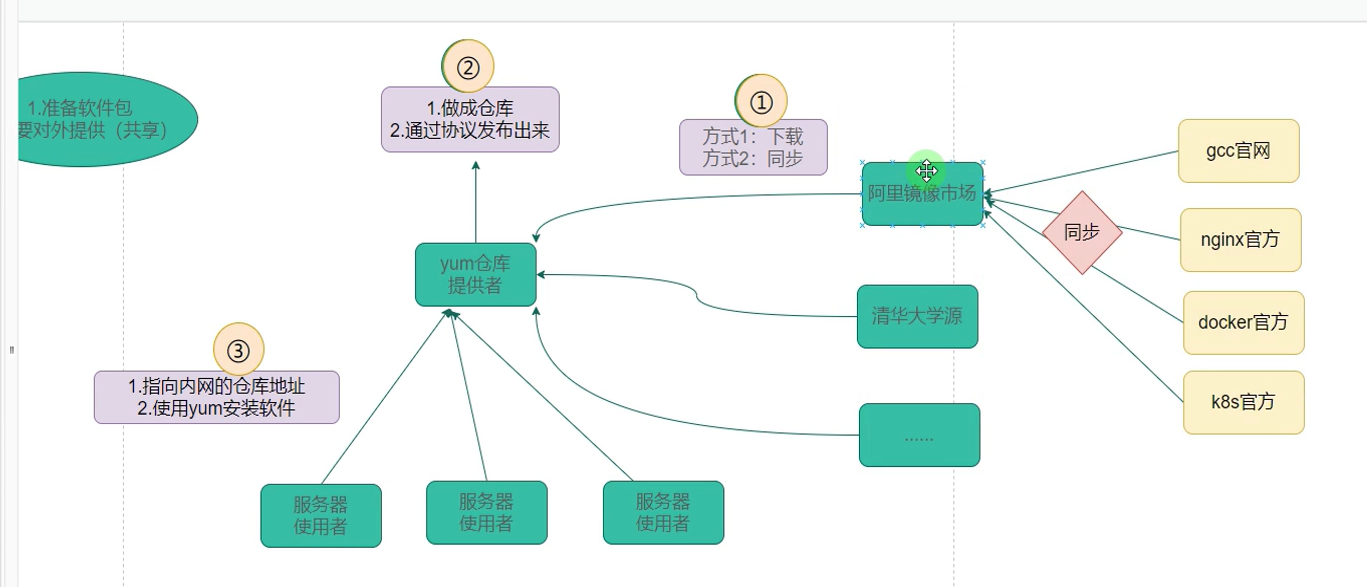 ②
1.做成仓库
2.通过协议发布出来
①
方式1：下载
方式2：同步
1.准备软件包
要对外提供（共享）
gcc官网
阿里镜像市场
同步
nginx官方
yum仓库
提供者
清华大学源
docker官方
③
1.指向内网的仓库地址
2.使用yum安装软件
k8s官方
......
服务器
使用者
服务器
使用者
服务器
使用者